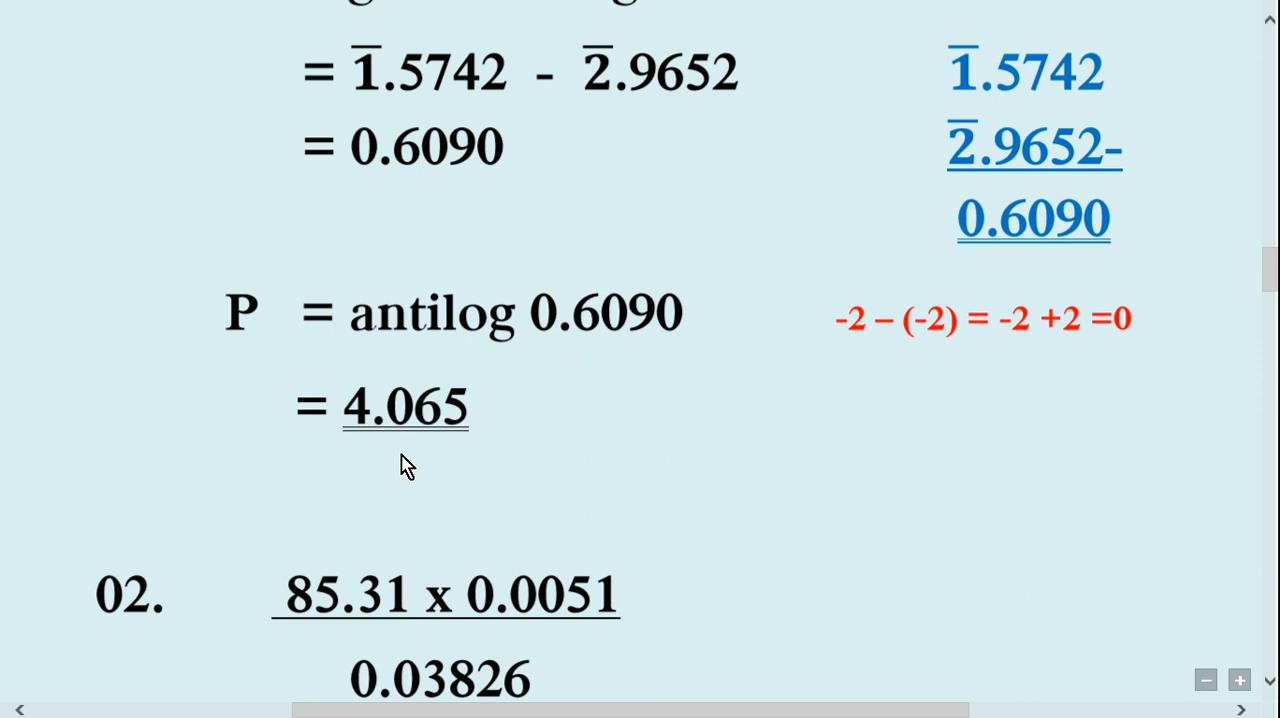 = 1̅.5742 - 2̅.9652
= 0.6090
P = antilog 0.6090
= 4.065
1̅.5742
2̅.9652-
0.6090
-2 – (-2) = -2 +2 =0
02. 85.31 x 0.0051
0.03826